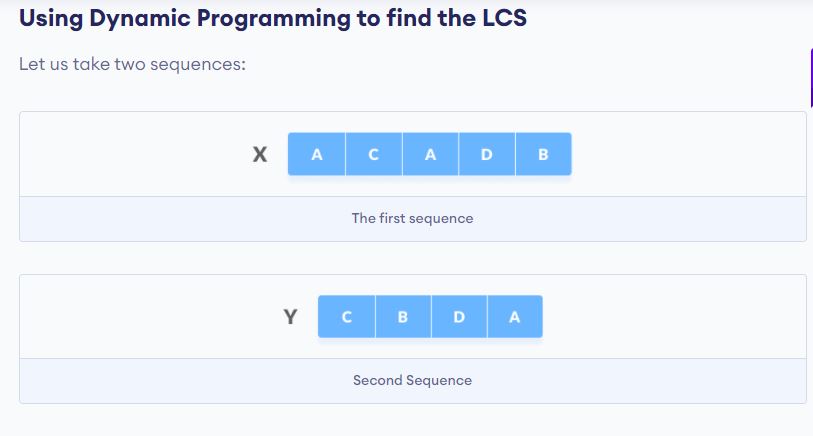 Using Dynamic Programming to find the LCS
Let us take two sequences:
X A C A D B
The first sequence
Y C B D A
Second Sequence